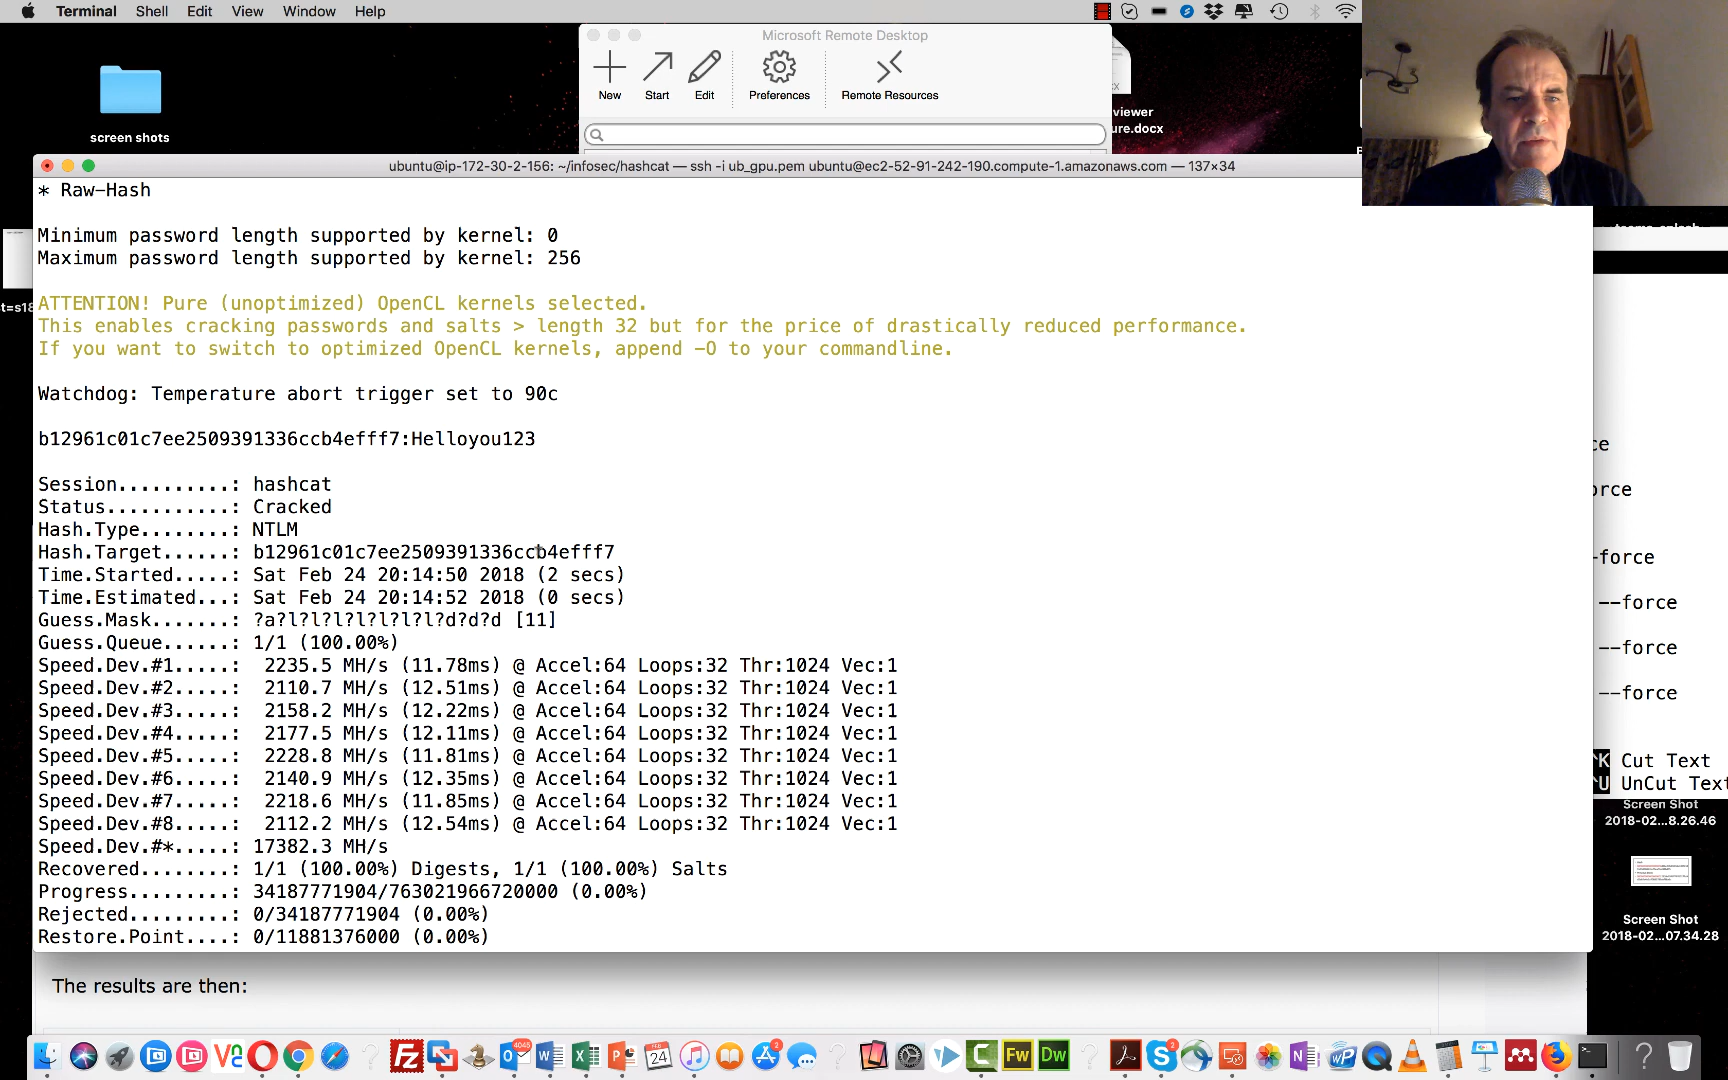 Terminal Shell Edit View Window Help
Microsoft Remote Desktop
New Start Edit Preferences Remote Resources
screen shots
viewer
ure.docx
ubuntu@ip-172-30-2-156: ~/infosec/hashcat — ssh -i ub_gpu.pem ubuntu@ec2-52-91-242-190.compute-1.amazonaws.com — 137×34
* Raw-Hash
Minimum password length supported by kernel: 0
Maximum password length supported by kernel: 256
ATTENTION! Pure (unoptimized) OpenCL kernels selected.
This enables cracking passwords and salts > length 32 but for the price of drastically reduced performance.
If you want to switch to optimized OpenCL kernels, append -O to your commandline.
Watchdog: Temperature abort trigger set to 90c
b12961c01c7ee2509391336ccb4efff7:Helloyou123
Session..........: hashcat
Status...........: Cracked
Hash.Type........: NTLM
Hash.Target......: b12961c01c7ee2509391336ccb4efff7
Time.Started.....: Sat Feb 24 20:14:50 2018 (2 secs)
Time.Estimated...: Sat Feb 24 20:14:52 2018 (0 secs)
Guess.Mask.......: ?a?l?l?l?l?l?l?l?d?d?d [11]
Guess.Queue......: 1/1 (100.00%)
Speed.Dev.#1.....:  2235.5 MH/s (11.78ms) @ Accel:64 Loops:32 Thr:1024 Vec:1
Speed.Dev.#2.....:  2110.7 MH/s (12.51ms) @ Accel:64 Loops:32 Thr:1024 Vec:1
Speed.Dev.#3.....:  2158.2 MH/s (12.22ms) @ Accel:64 Loops:32 Thr:1024 Vec:1
Speed.Dev.#4.....:  2177.5 MH/s (12.11ms) @ Accel:64 Loops:32 Thr:1024 Vec:1
Speed.Dev.#5.....:  2228.8 MH/s (11.81ms) @ Accel:64 Loops:32 Thr:1024 Vec:1
Speed.Dev.#6.....:  2140.9 MH/s (12.35ms) @ Accel:64 Loops:32 Thr:1024 Vec:1
Speed.Dev.#7.....:  2218.6 MH/s (11.85ms) @ Accel:64 Loops:32 Thr:1024 Vec:1
Speed.Dev.#8.....:  2112.2 MH/s (12.54ms) @ Accel:64 Loops:32 Thr:1024 Vec:1
Speed.Dev.#*.....: 17382.3 MH/s
Recovered........: 1/1 (100.00%) Digests, 1/1 (100.00%) Salts
Progress.........: 34187771904/763021966720000 (0.00%)
Rejected.........: 0/34187771904 (0.00%)
Restore.Point....: 0/11881376000 (0.00%)
t=s18
ce
orce
-force
--force
--force
--force
^K Cut Text
^U UnCut Text
Screen Shot
2018-02...8.26.46
Screen Shot
2018-02...07.34.28
The results are then: